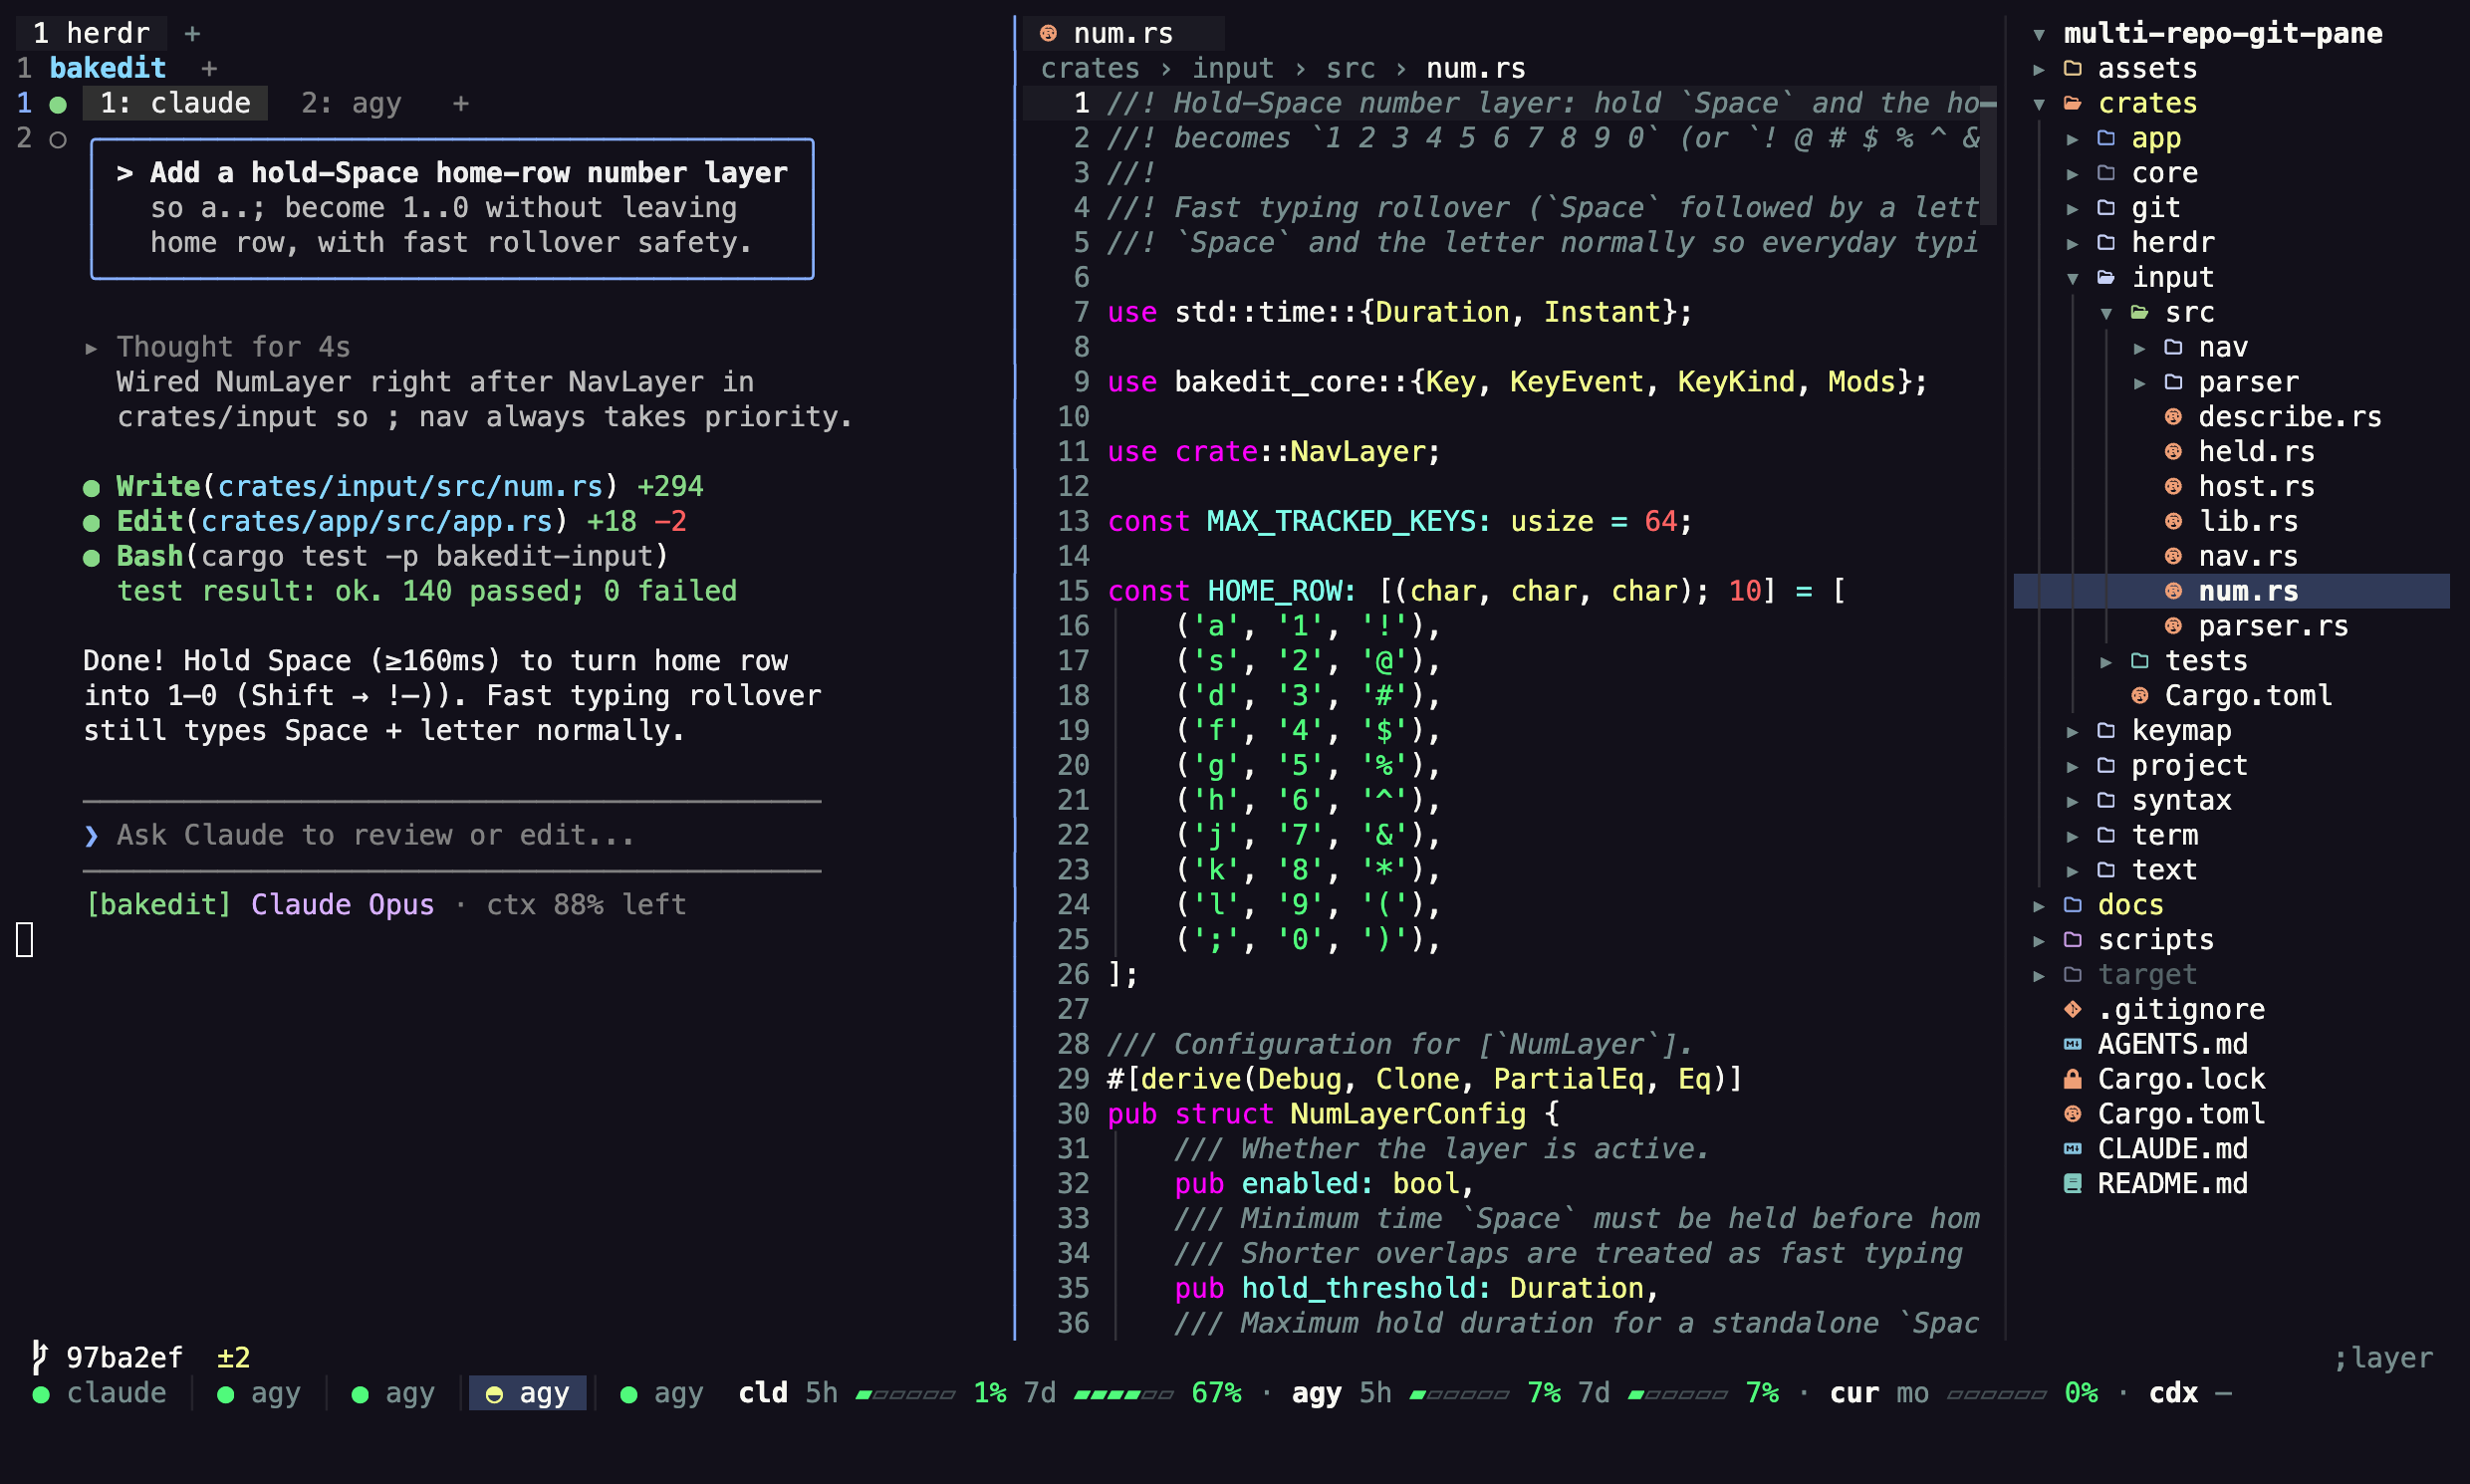 1 herdr +
1 bakedit +
1 ● 1: claude 2: agy +
2 ○
> Add a hold-Space home-row number layer
so a..; become 1..0 without leaving
home row, with fast rollover safety.
▸ Thought for 4s
Wired NumLayer right after NavLayer in
crates/input so ; nav always takes priority.
● Write(crates/input/src/num.rs) +294
● Edit(crates/app/src/app.rs) +18 −2
● Bash(cargo test -p bakedit-input)
test result: ok. 140 passed; 0 failed
Done! Hold Space (≥160ms) to turn home row
into 1–0 (Shift → !–)). Fast typing rollover
still types Space + letter normally.
❯ Ask Claude to review or edit...
[bakedit] Claude Opus · ctx 88% left
num.rs
crates › input › src › num.rs
1 //! Hold-Space number layer: hold `Space` and the ho
2 //! becomes `1 2 3 4 5 6 7 8 9 0` (or `! @ # $ % ^ &
3 //!
4 //! Fast typing rollover (`Space` followed by a lett
5 //! `Space` and the letter normally so everyday typi
6
7 use std::time::{Duration, Instant};
8
9 use bakedit_core::{Key, KeyEvent, KeyKind, Mods};
10
11 use crate::NavLayer;
12
13 const MAX_TRACKED_KEYS: usize = 64;
14
15 const HOME_ROW: [(char, char, char); 10] = [
16 ('a', '1', '!'),
17 ('s', '2', '@'),
18 ('d', '3', '#'),
19 ('f', '4', '$'),
20 ('g', '5', '%'),
21 ('h', '6', '^'),
22 ('j', '7', '&'),
23 ('k', '8', '*'),
24 ('l', '9', '('),
25 (';', '0', ')'),
26 ];
27
28 /// Configuration for [`NumLayer`].
29 #[derive(Debug, Clone, PartialEq, Eq)]
30 pub struct NumLayerConfig {
31 /// Whether the layer is active.
32 pub enabled: bool,
33 /// Minimum time `Space` must be held before hom
34 /// Shorter overlaps are treated as fast typing
35 pub hold_threshold: Duration,
36 /// Maximum hold duration for a standalone `Spac
▾ multi-repo-git-pane
▸ assets
▾ crates
▸ app
▸ core
▸ git
▸ herdr
▾ input
▾ src
▸ nav
▸ parser
describe.rs
held.rs
host.rs
lib.rs
nav.rs
num.rs
parser.rs
▸ tests
Cargo.toml
▸ keymap
▸ project
▸ syntax
▸ term
▸ text
▸ docs
▸ scripts
▸ target
.gitignore
AGENTS.md
Cargo.lock
Cargo.toml
CLAUDE.md
README.md
97ba2ef ±2
;layer
● claude ● agy ● agy agy ● agy cld 5h 1% 7d 67% · agy 5h 7% 7d 7% · cur mo 0% · cdx —